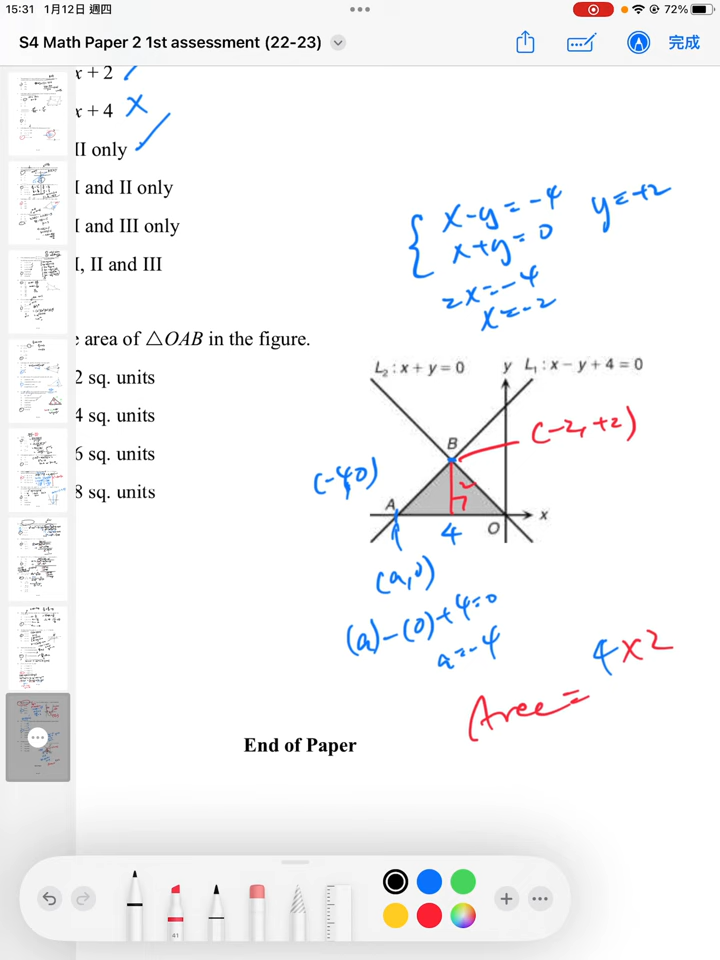 15:31 1月12日 週四
72%
S4 Math Paper 2 1st assessment (22-23)
完成
x + 2
x + 4 ×
II only ✓
I and II only
I and III only
I, II and III
x-y=-4
x+y=0
y=+2
2x=-4
x=-2
e area of △OAB in the figure.
2 sq. units
4 sq. units
6 sq. units
8 sq. units
L₂ : x + y = 0
y
L₁ : x − y + 4 = 0
B
(-2,+2)
(-4,0)
A
2
4
O
x
(a,0)
(a)-(0)+4=0
a=-4
Area = 4×2
End of Paper
41